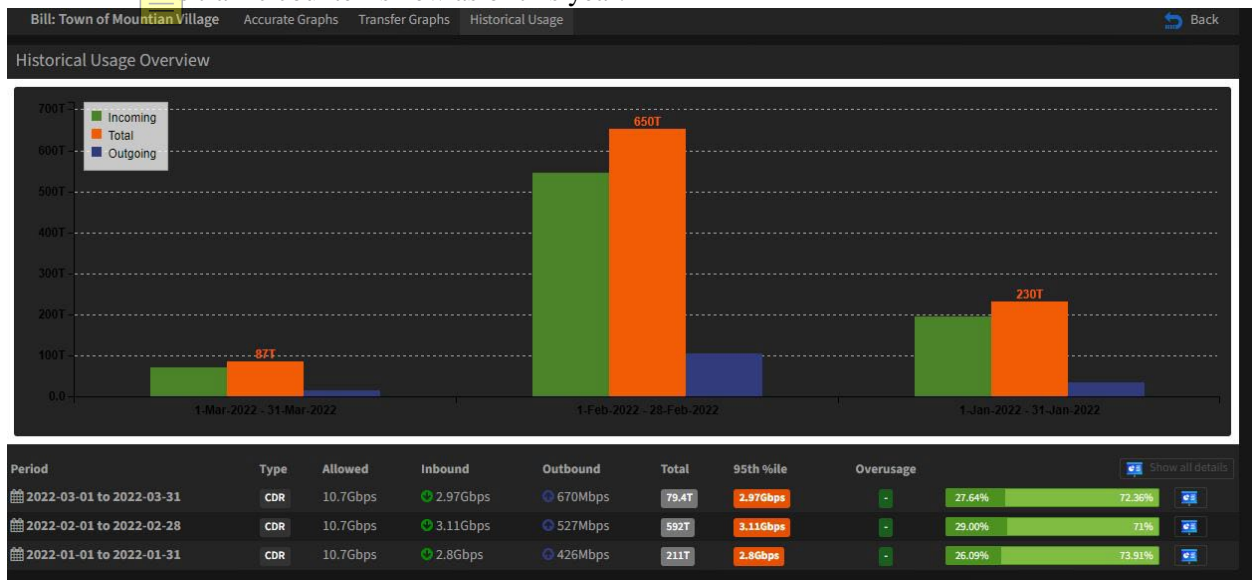 Bill: Town of Mountian Village Accurate Graphs Transfer Graphs Historical Usage Back
Historical Usage Overview
700T
600T
500T
400T
300T
200T
100T
0.0
Incoming
Total
Outgoing
87T
650T
230T
1-Mar-2022 - 31-Mar-2022 1-Feb-2022 - 28-Feb-2022 1-Jan-2022 - 31-Jan-2022
Period Type Allowed Inbound Outbound Total 95th %ile Overusage Show all details
2022-03-01 to 2022-03-31 CDR 10.7Gbps 2.97Gbps 670Mbps 79.4T 2.97Gbps - 27.64% 72.36%
2022-02-01 to 2022-02-28 CDR 10.7Gbps 3.11Gbps 527Mbps 592T 3.11Gbps - 29.00% 71%
2022-01-01 to 2022-01-31 CDR 10.7Gbps 2.8Gbps 426Mbps 211T 2.8Gbps - 26.09% 73.91%